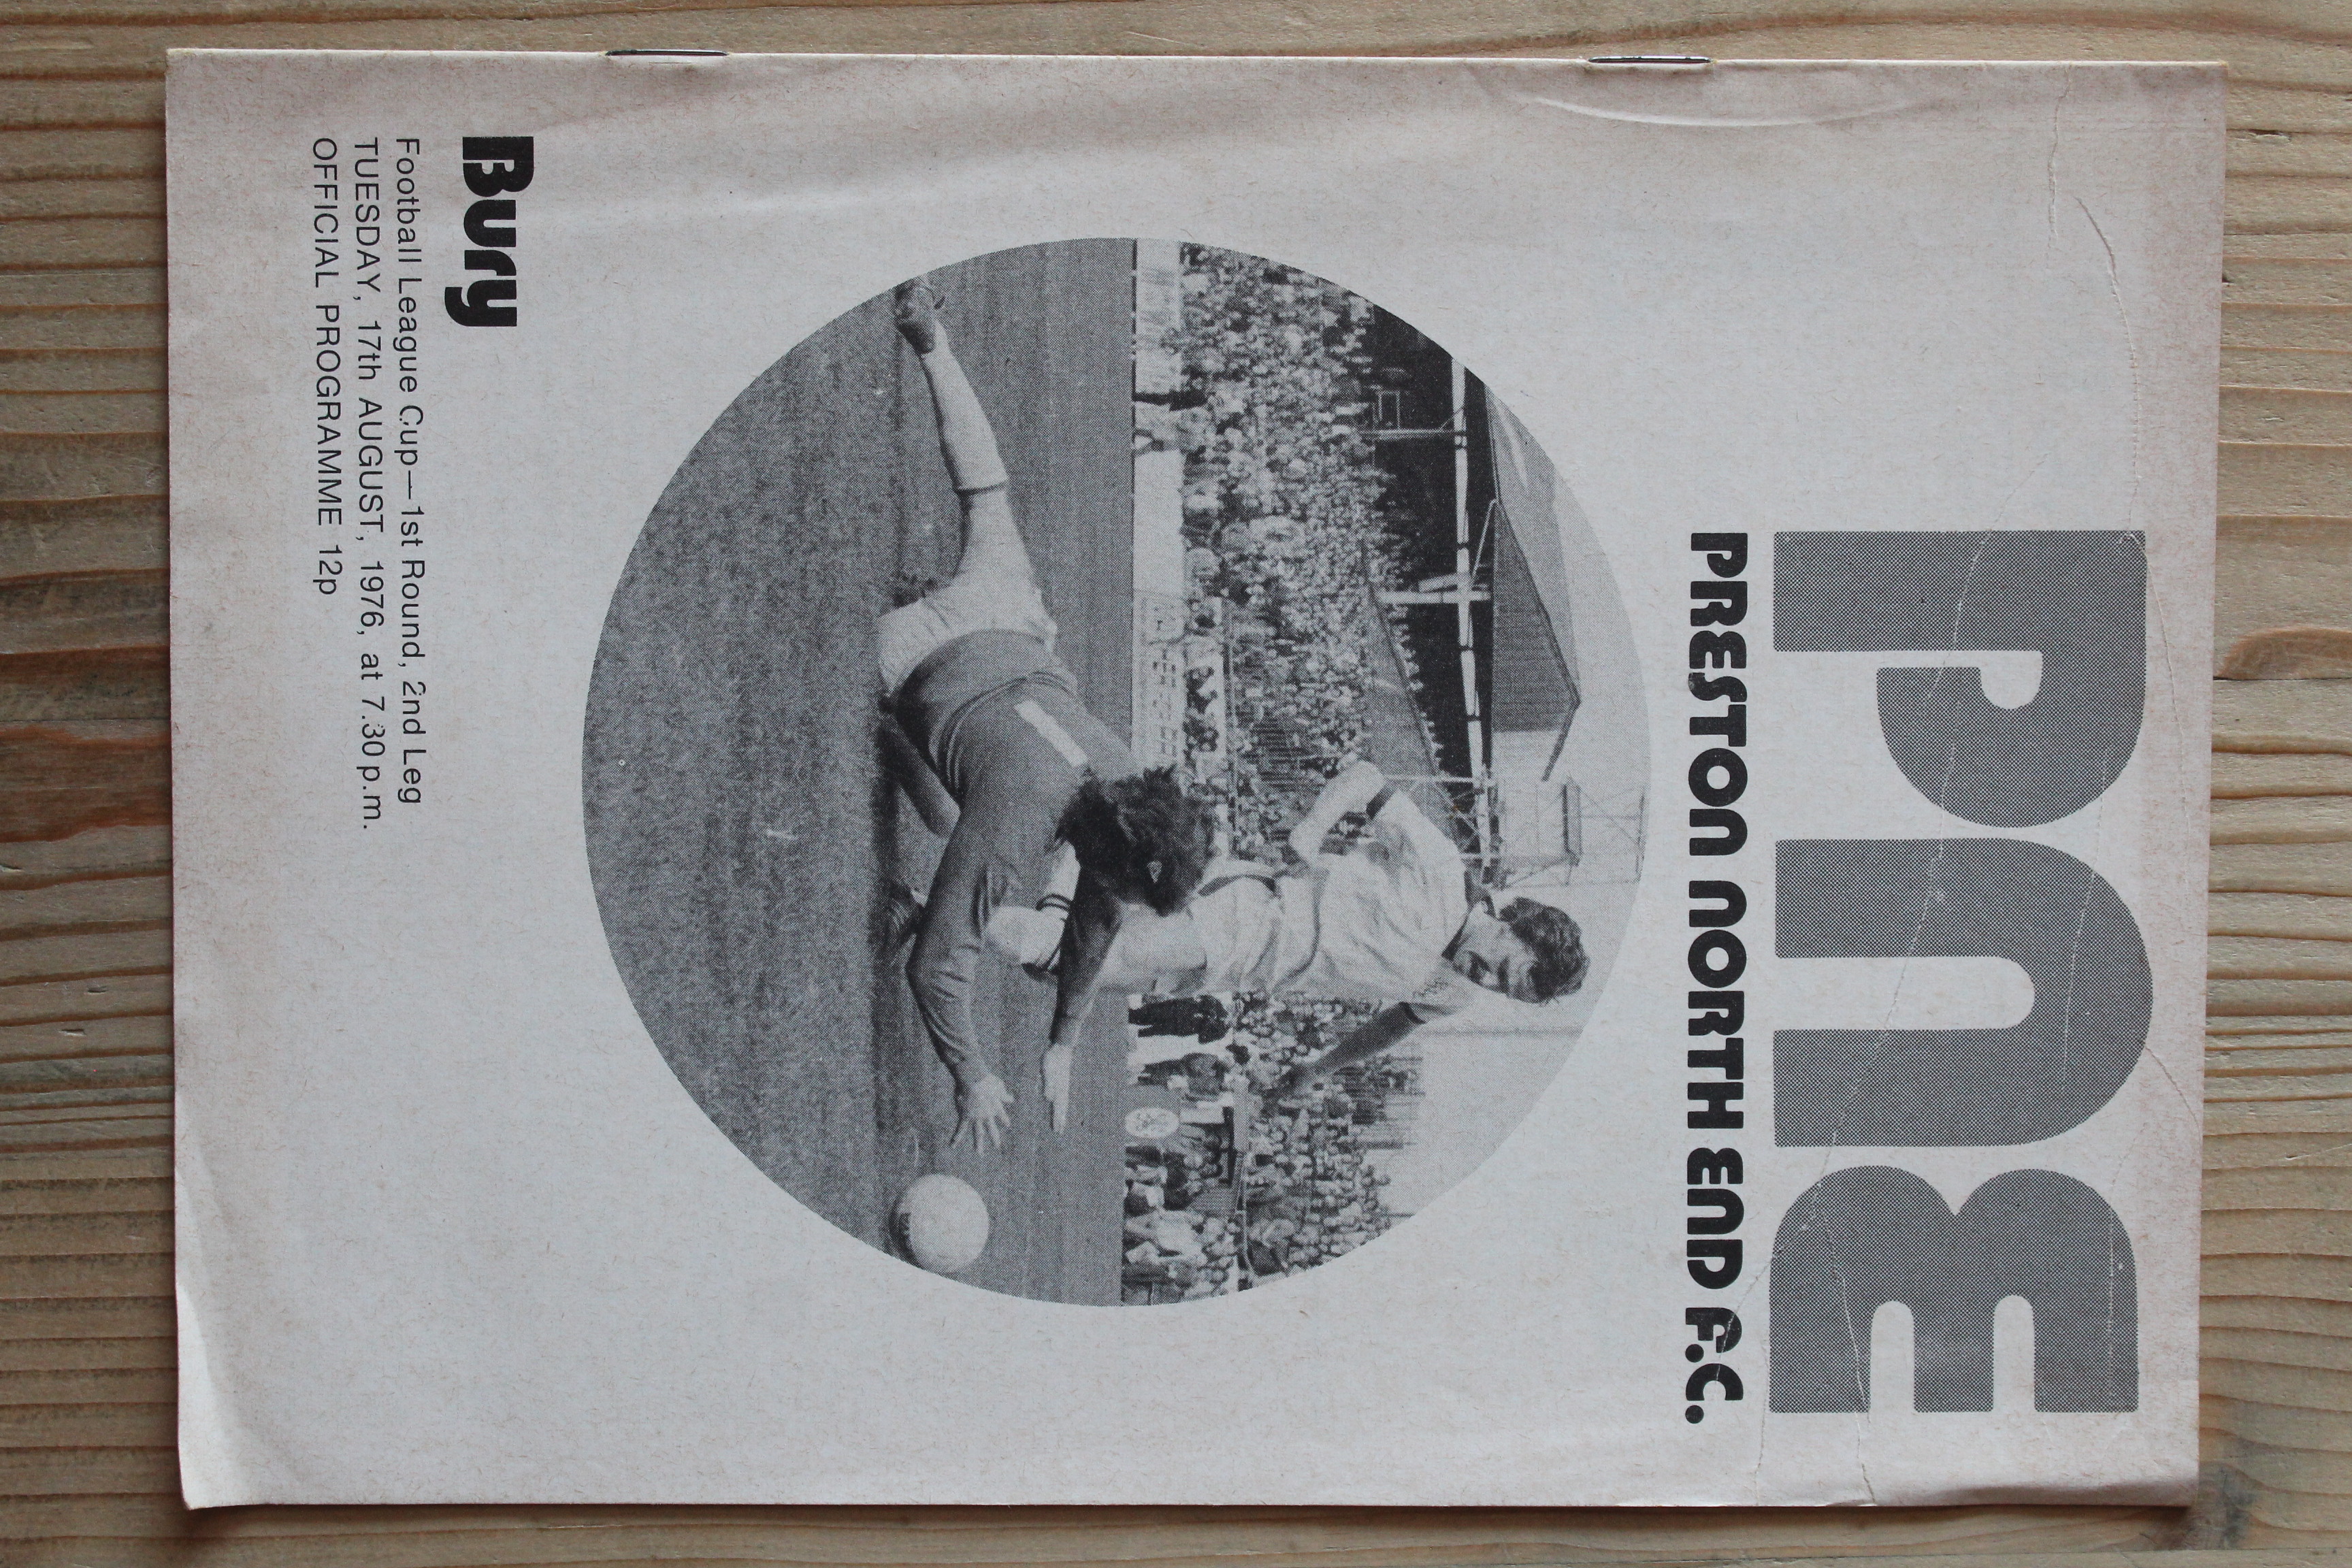 PNE
PRESTON NORTH END F.C.
Bury
Football League Cup—1st Round, 2nd Leg
TUESDAY, 17th AUGUST, 1976, at 7.30 p.m.
OFFICIAL PROGRAMME 12p